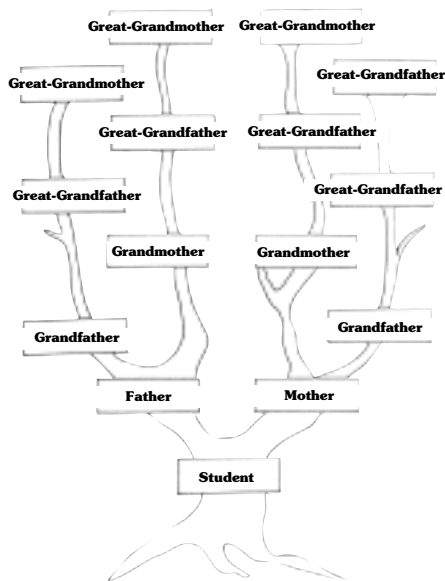 Great-Grandmother
Great-Grandmother
Great-Grandmother
Great-Grandfather
Great-Grandfather
Great-Grandfather
Great-Grandfather
Great-Grandfather
Grandmother
Grandmother
Grandfather
Grandfather
Father
Mother
Student